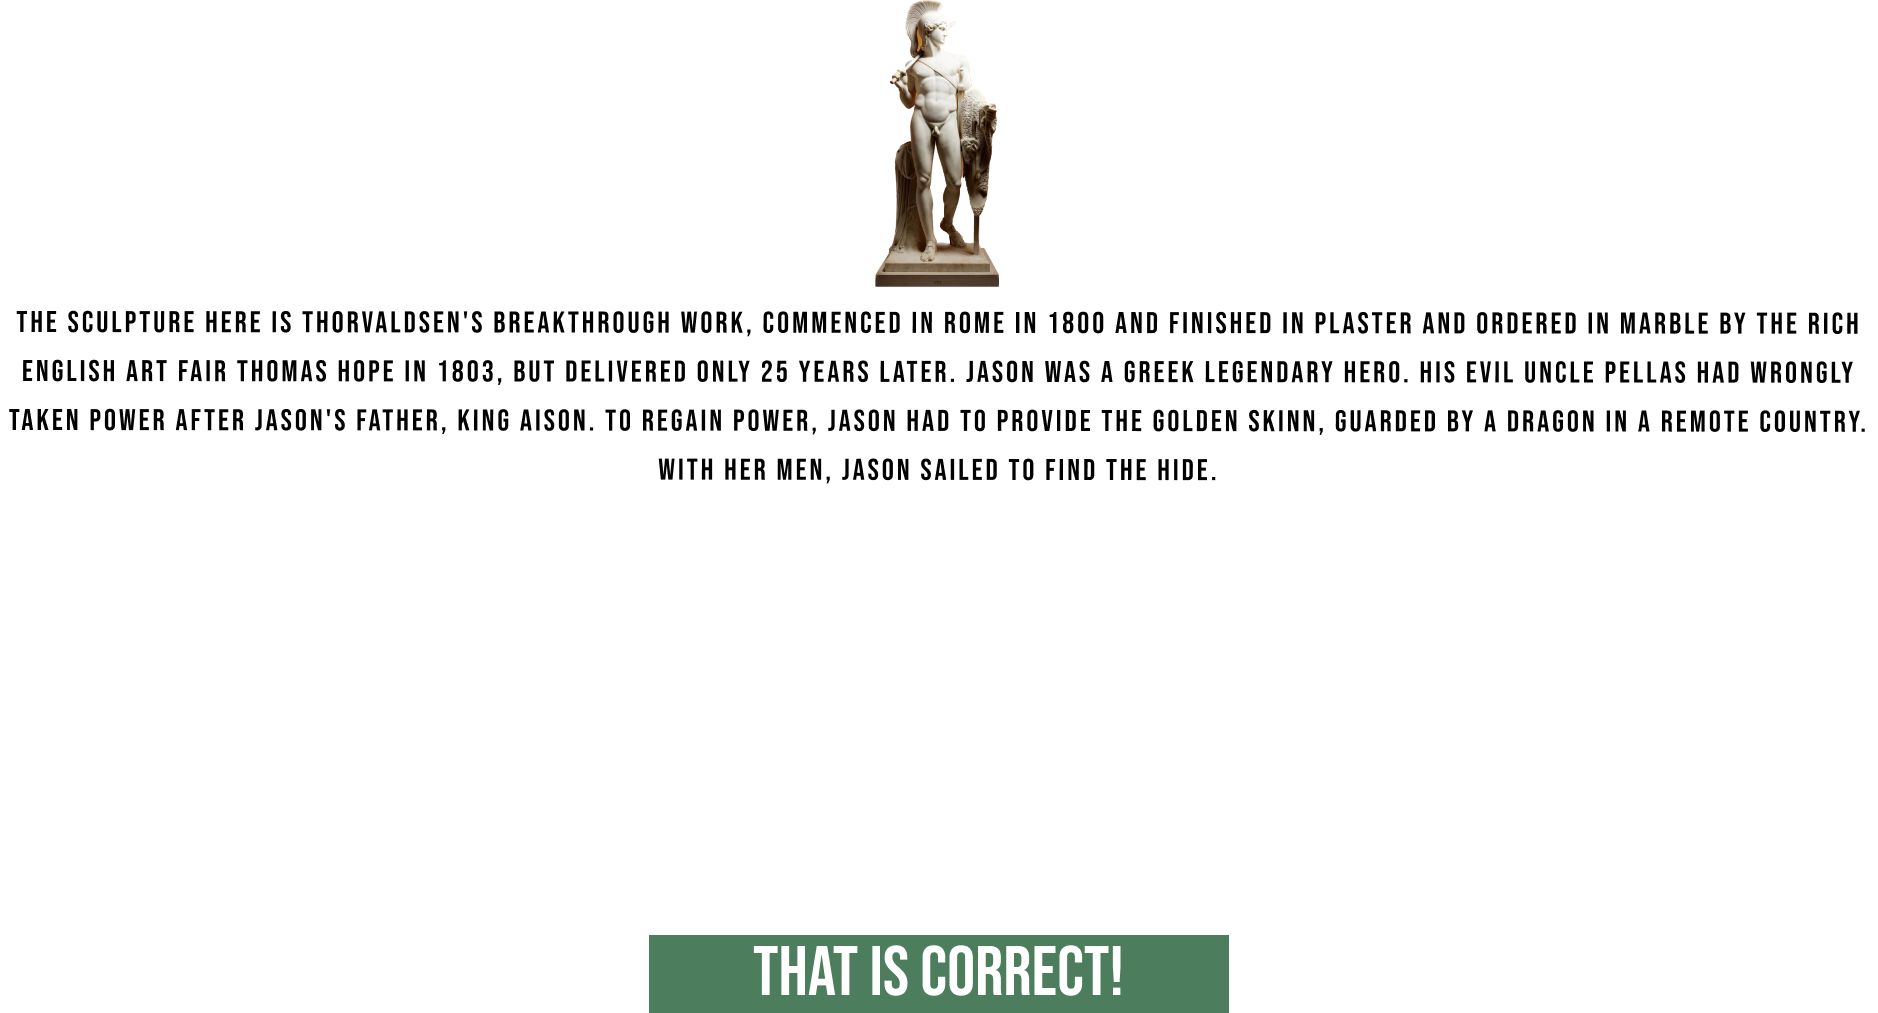 THE SCULPTURE HERE IS THORVALDSEN'S BREAKTHROUGH WORK, COMMENCED IN ROME IN 1800 AND FINISHED IN PLASTER AND ORDERED IN MARBLE BY THE RICH
ENGLISH ART FAIR THOMAS HOPE IN 1803, BUT DELIVERED ONLY 25 YEARS LATER. JASON WAS A GREEK LEGENDARY HERO. HIS EVIL UNCLE PELLAS HAD WRONGLY
TAKEN POWER AFTER JASON'S FATHER, KING AISON. TO REGAIN POWER, JASON HAD TO PROVIDE THE GOLDEN SKINN, GUARDED BY A DRAGON IN A REMOTE COUNTRY.
WITH HER MEN, JASON SAILED TO FIND THE HIDE.
THAT IS CORRECT!